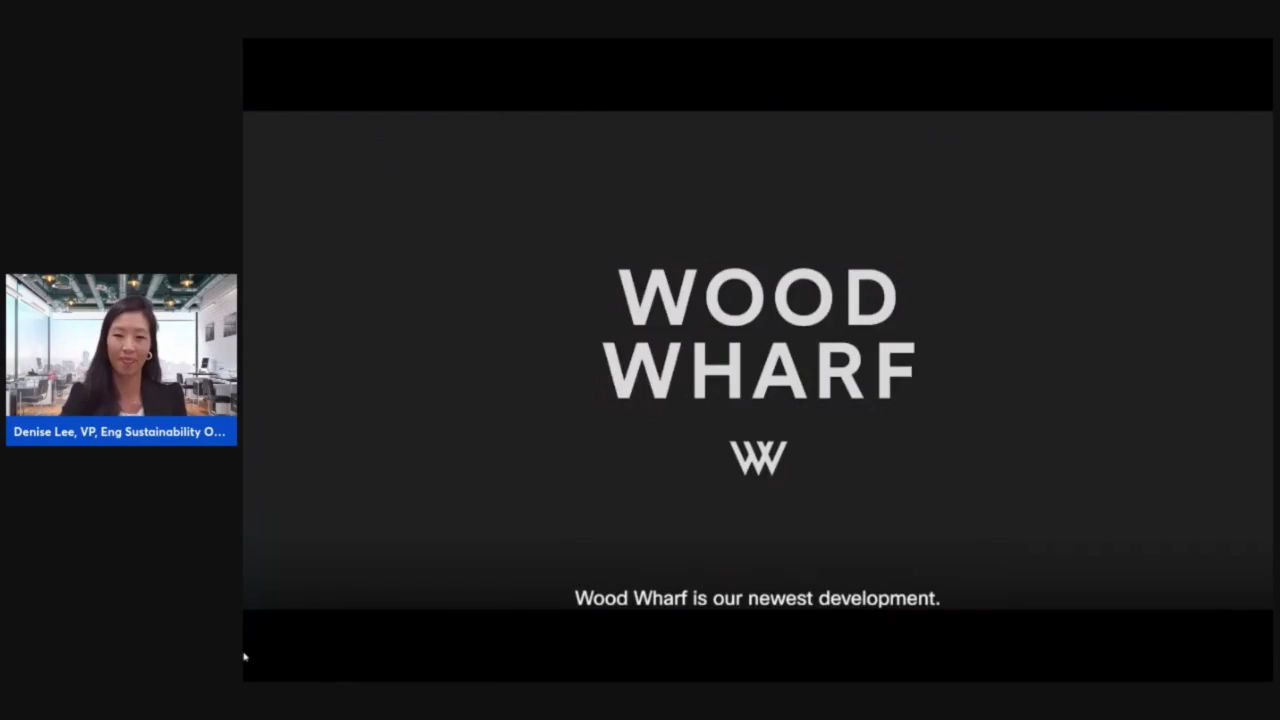 WOOD
WHARF
Wood Wharf is our newest development.
Denise Lee, VP, Eng Sustainability O...